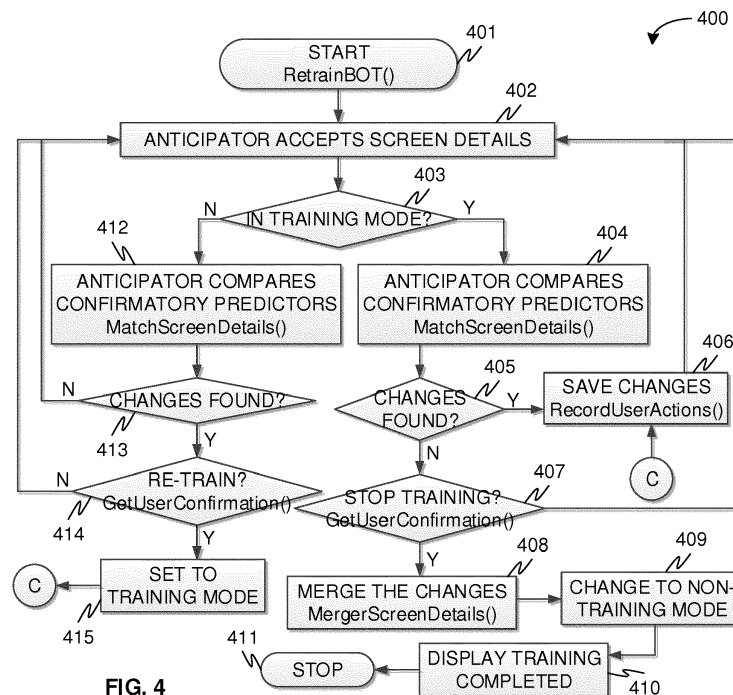 400
START
RetrainBOT()
401
402
ANTICIPATOR ACCEPTS SCREEN DETAILS
403
N
IN TRAINING MODE?
Y
412
ANTICIPATOR COMPARES
CONFIRMATORY PREDICTORS
MatchScreenDetails()
404
ANTICIPATOR COMPARES
CONFIRMATORY PREDICTORS
MatchScreenDetails()
N
CHANGES FOUND?
413
Y
405
CHANGES
FOUND?
Y
N
406
SAVE CHANGES
RecordUserActions()
C
N
RE-TRAIN?
GetUserConfirmation()
414
Y
407
STOP TRAINING?
GetUserConfirmation()
Y
C
SET TO
TRAINING MODE
415
408
MERGE THE CHANGES
MergerScreenDetails()
409
CHANGE TO NON-
TRAINING MODE
411
STOP
DISPLAY TRAINING
COMPLETED
410
FIG. 4